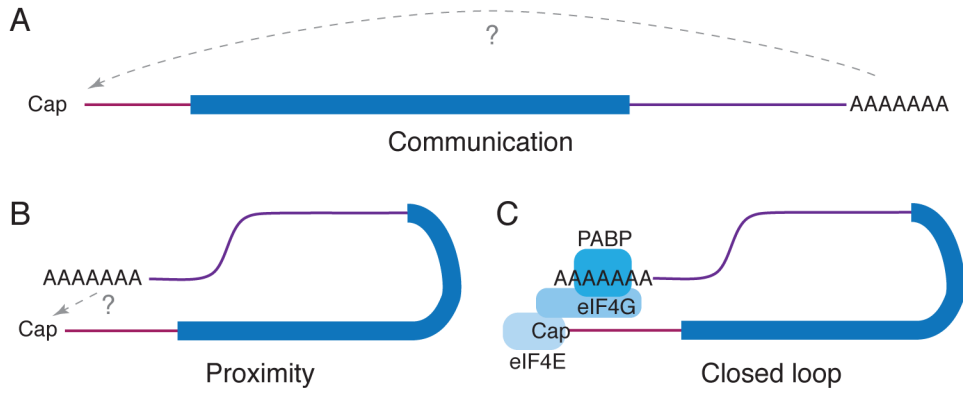 A
?
Cap
AAAAAAA
Communication
B
AAAAAAA
?
Cap
Proximity
C
PABP
AAAAAAA
eIF4G
Cap
eIF4E
Closed loop